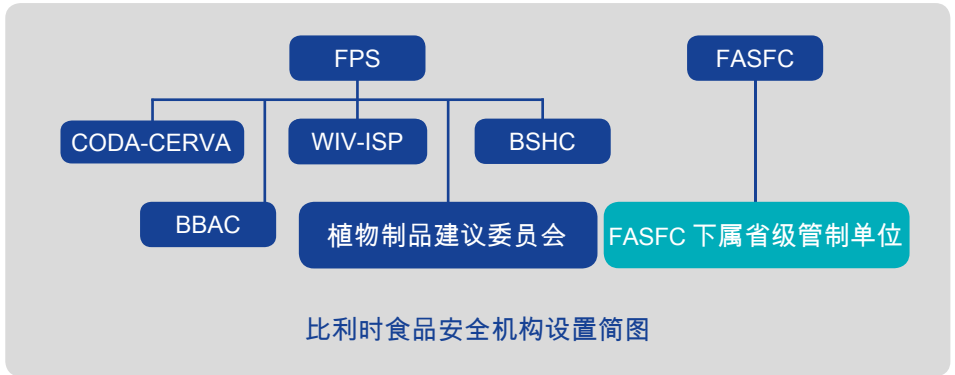 FPS
FASFC
CODA-CERVA
WIV-ISP
BSHC
BBAC
植物制品建议委员会
FASFC 下属省级管制单位
比利时食品安全机构设置简图